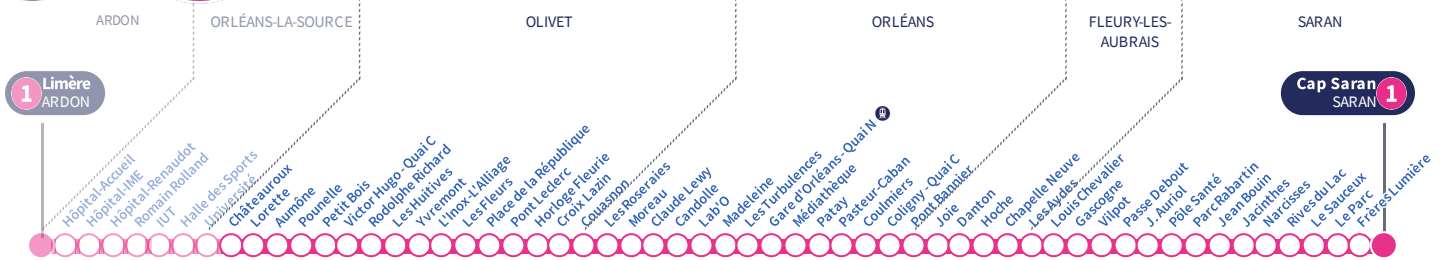 ARDON
ORLÉANS-LA-SOURCE
OLIVET
ORLÉANS
FLEURY-LES-
AUBRAIS
SARAN
1
Limère
ARDON
Cap Saran
SARAN
1
Hôpital-Accueil
Hôpital-IME
Hôpital-Renaudot
Romain Rolland
IUT
Halle des Sports
Université
Châteauroux
Lorette
Aumône
Pounelle
Petit Bois
Victor Hugo - Quai C
Rodolphe Richard
Les Huitives
Yvremont
L'Inox-L'Alliage
Les Fleurs
Place de la République
Pont Leclerc
Horloge Fleurie
Croix Lazin
Couasnon
Les Roseraies
Moreau
Claude Lewy
Candolle
Lab'O
Madeleine
Les Turbulences
Gare d'Orléans - Quai N
Médiathèque
Patay
Pasteur-Caban
Coulmiers
Coligny - Quai C
Pont Bannier
Joie
Danton
Hoche
Chapelle Neuve
Les Aydes
Louis Chevalier
Gascogne
Vilpot
Passe Debout
J. Auriol
Pôle Santé
Parc Rabartin
Jean Bouin
Jacinthes
Narcisses
Rives du Lac
Le Sauceux
Le Parc
Frères Lumière